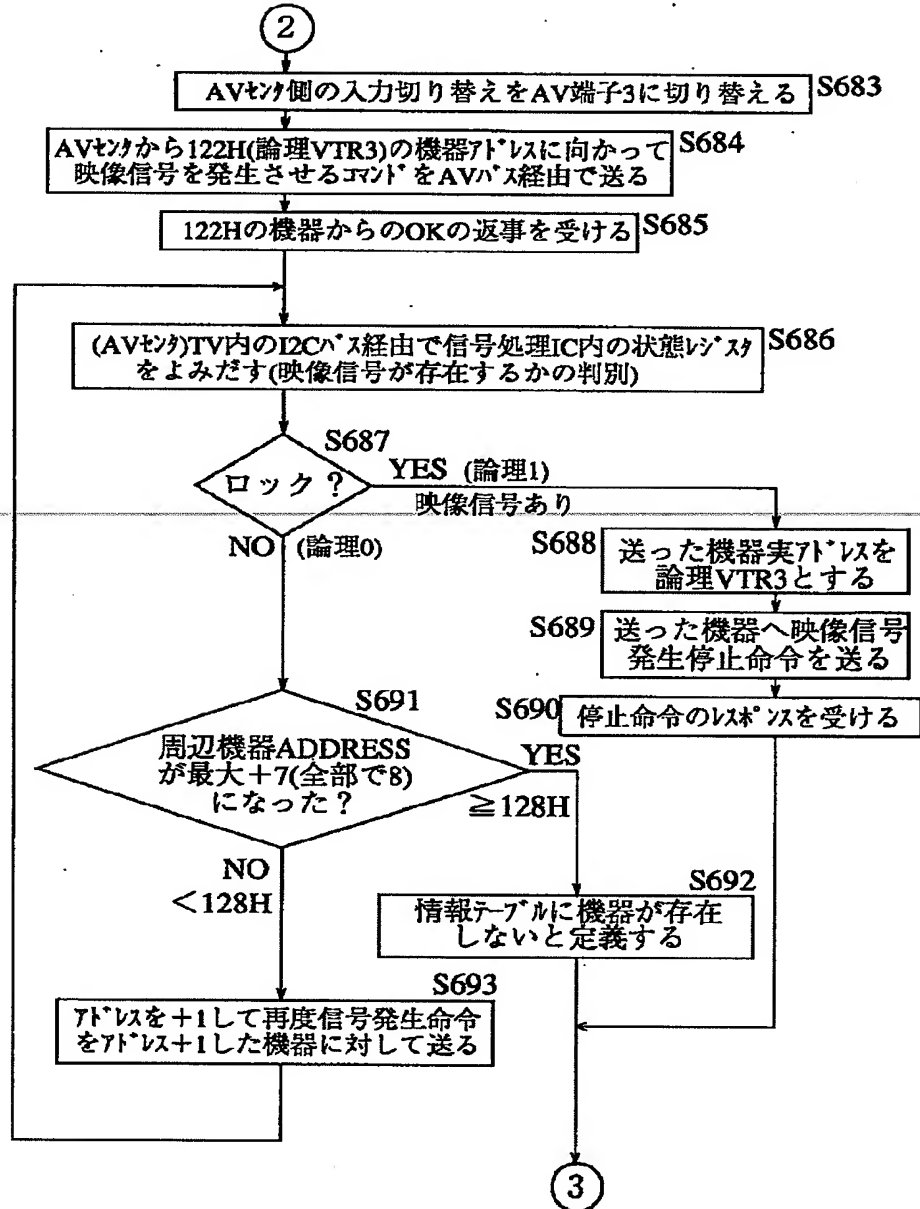 2
AVセンタ側の入力切り替えをAV端子3に切り替える
S683
AVセンタから122H(論理VTR3)の機器アドレスに向かって
映像信号を発生させるコマンドをAVバス経由で送る
S684
122Hの機器からのOKの返事を受ける
S685
(AVセンタ)TV内のI2Cバス経由で信号処理IC内の状態レジスタ
をよみだす(映像信号が存在するかの判別)
S686
S687
ロック?
YES (論理1)
映像信号あり
NO (論理0)
S688
送った機器実アドレスを
論理VTR3とする
S689
送った機器へ映像信号
発生停止命令を送る
S690
停止命令のレスポンスを受ける
S691
周辺機器ADDRESS
が最大+7(全部で8)
になった?
YES
≧128H
NO
<128H
S692
情報テーブルに機器が存在
しないと定義する
S693
アドレスを+1して再度信号発生命令
をアドレス+1した機器に対して送る
3